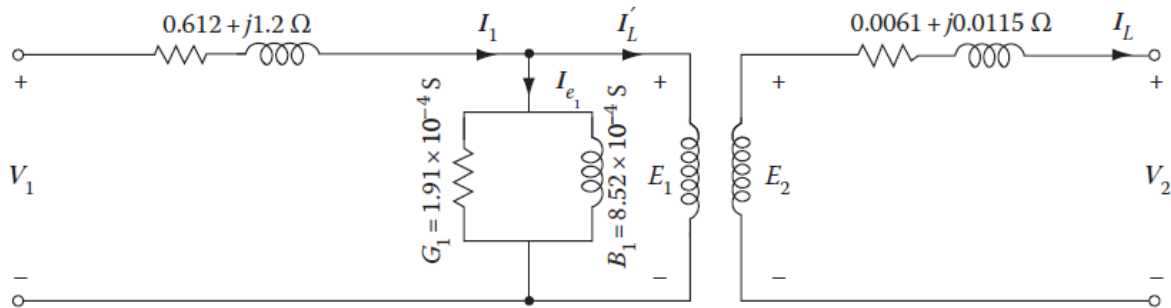 0.612 + j1.2 Ω
I₁
I′L
0.0061 + j0.0115 Ω
IL
+
+
+
+
Ie₁
G₁ = 1.91 × 10⁻⁴ S
B₁ = 8.52 × 10⁻⁴ S
V₁
E₁
E₂
V₂
−
−
−
−